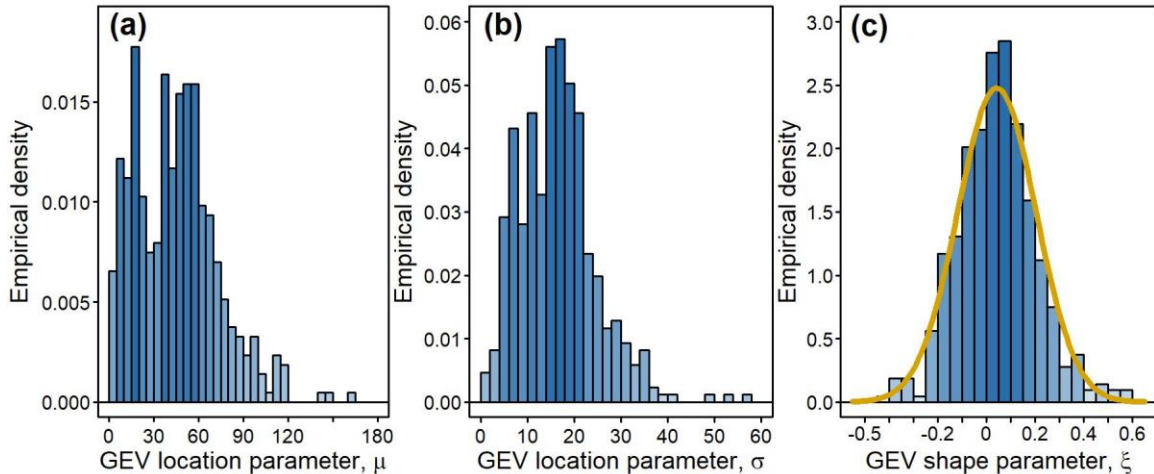 (a)
Empirical density
0.015
0.010
0.005
0.000
0 30 60 90 120 180
GEV location parameter, μ
(b)
Empirical density
0.06
0.05
0.04
0.03
0.02
0.01
0.00
0 10 20 30 40 50 60
GEV location parameter, σ
(c)
Empirical density
3.0
2.5
2.0
1.5
1.0
0.5
0.0
-0.5 -0.2 0 0.2 0.4 0.6
GEV shape parameter, ξ